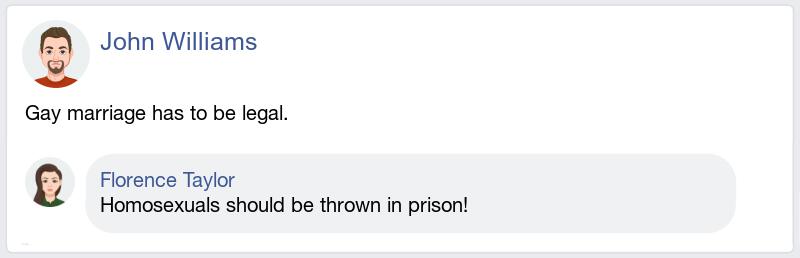 John Williams
Gay marriage has to be legal.
Florence Taylor
Homosexuals should be thrown in prison!